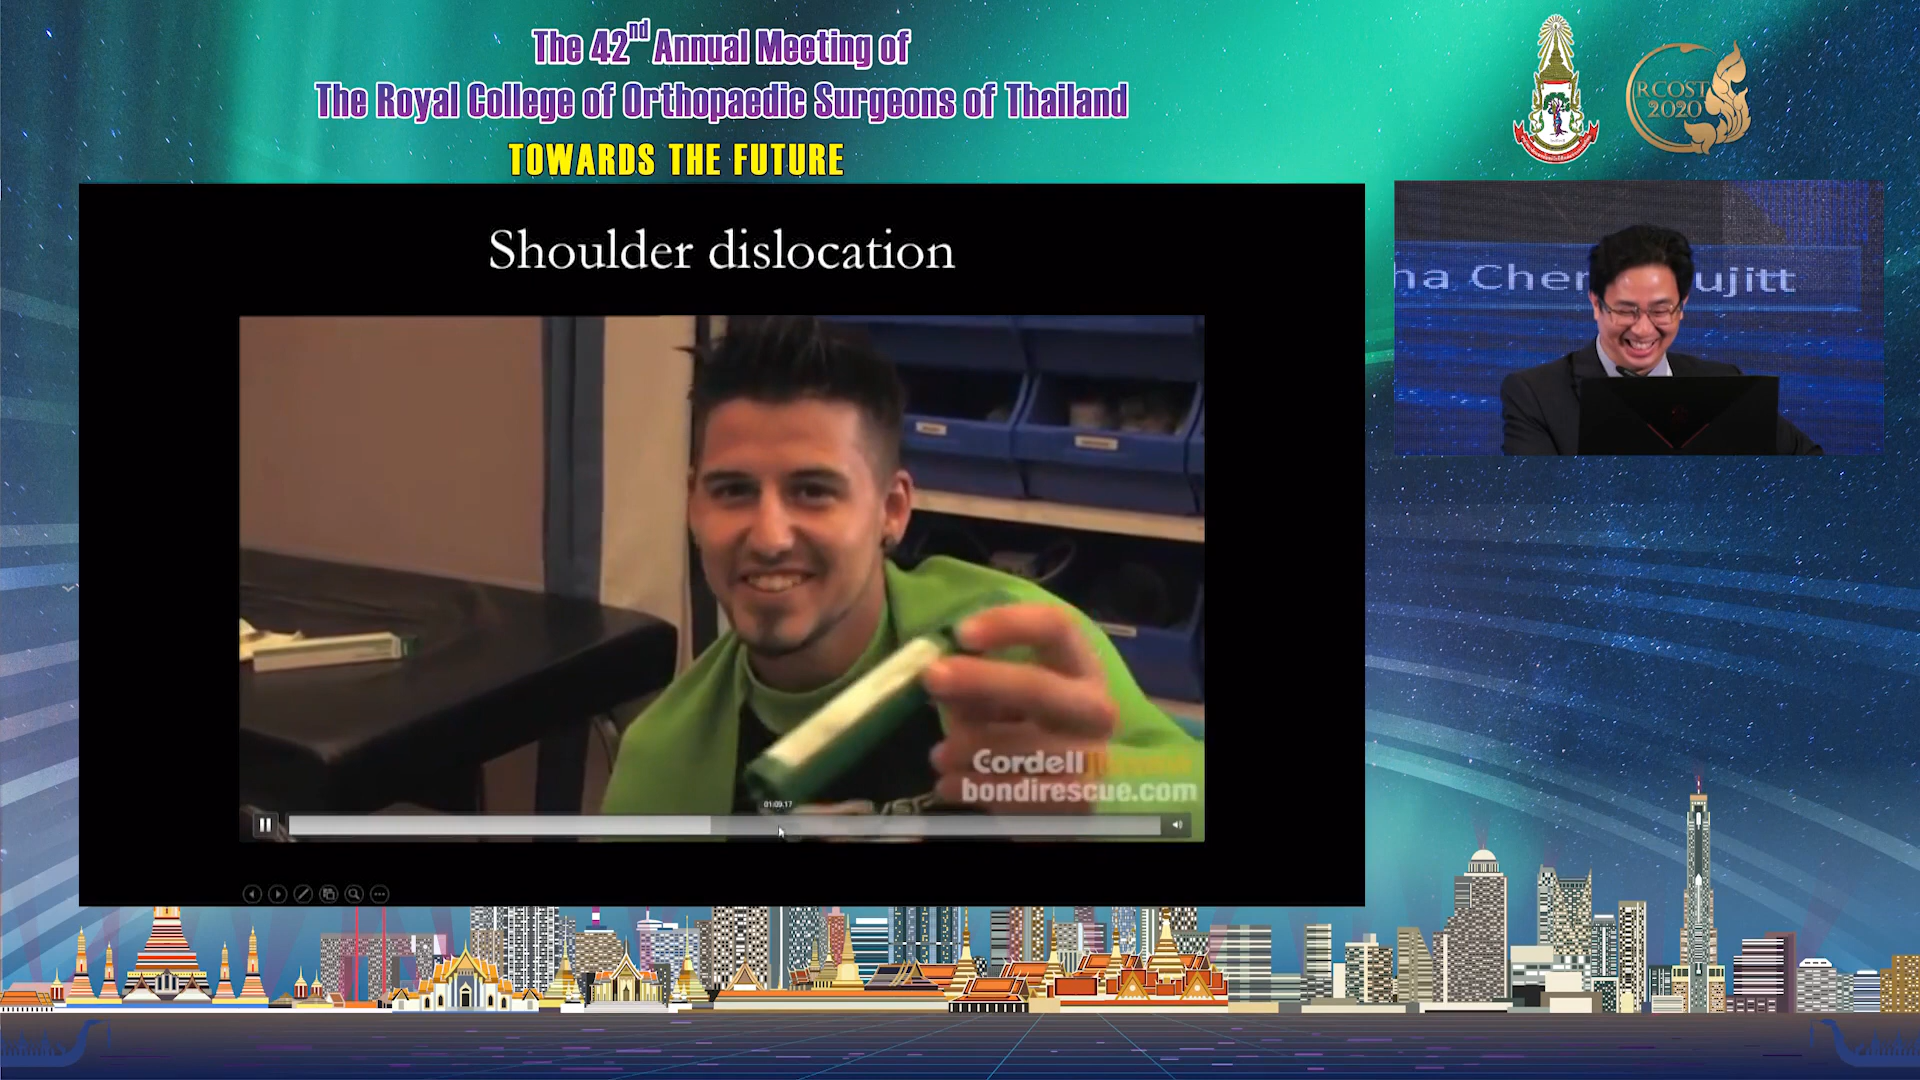 The 42nd Annual Meeting of
The Royal College of Orthopaedic Surgeons of Thailand
TOWARDS THE FUTURE
RCOST
2020
Shoulder dislocation
ha Cher ujitt
Cordell
bondirescue.com
01:09.17